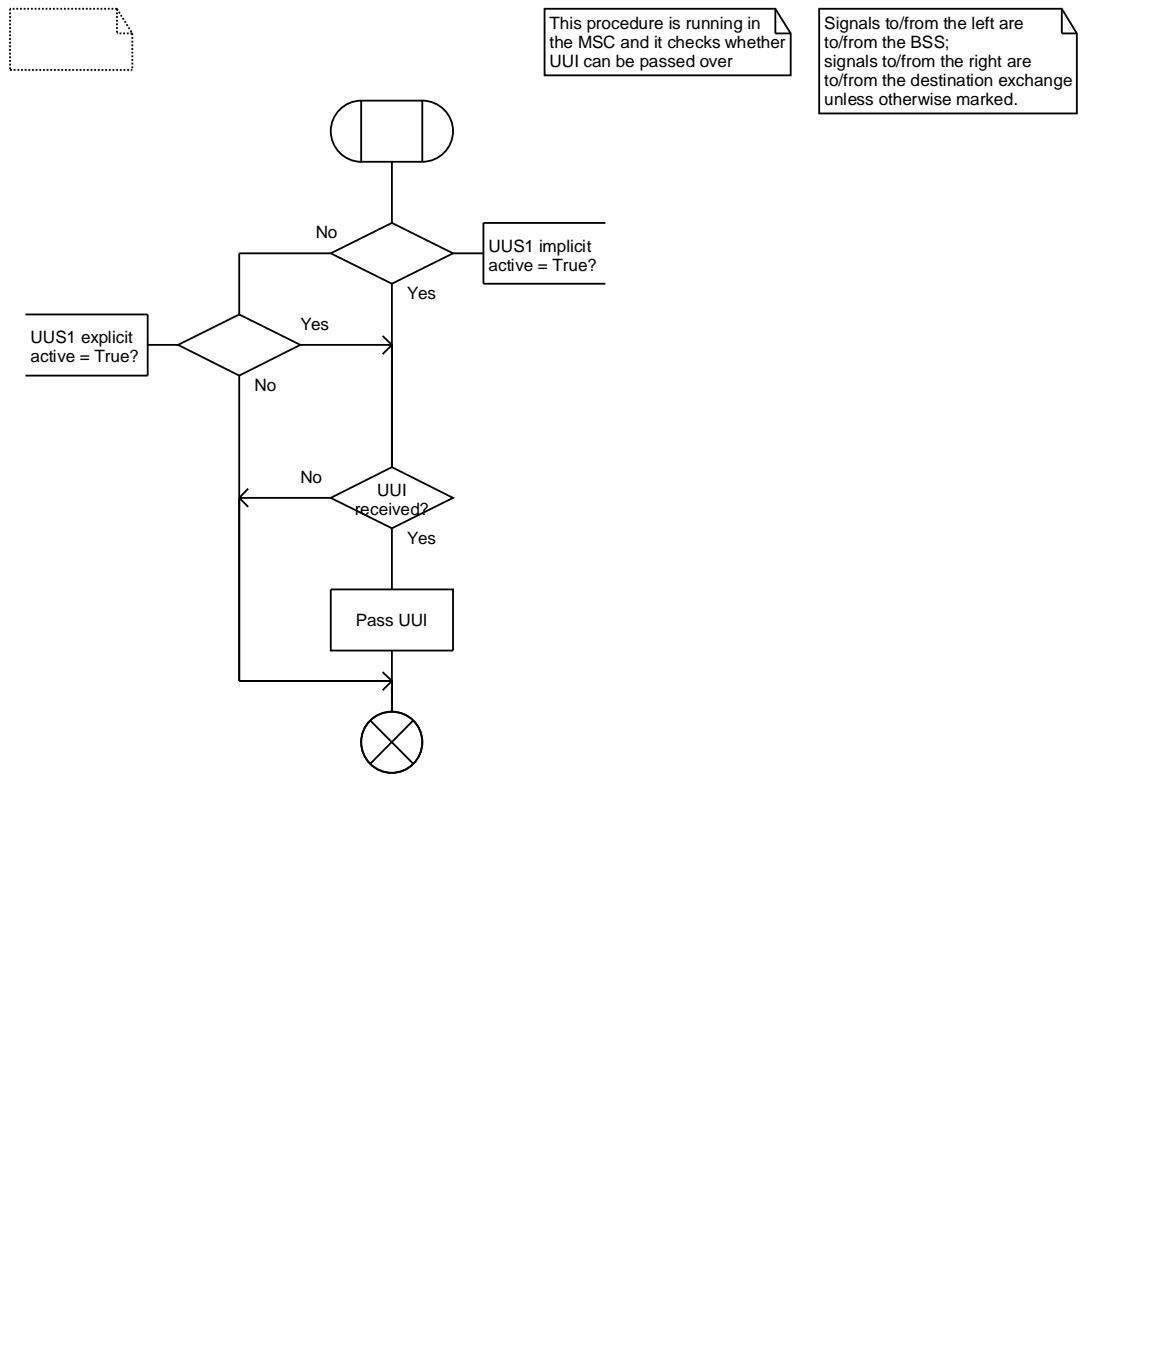 This procedure is running in
the MSC and it checks whether
UUI can be passed over
Signals to/from the left are
to/from the BSS;
signals to/from the right are
to/from the destination exchange
unless otherwise marked.
No
UUS1 implicit
active = True?
Yes
UUS1 explicit
active = True?
Yes
No
No
UUI
received?
Yes
Pass UUI